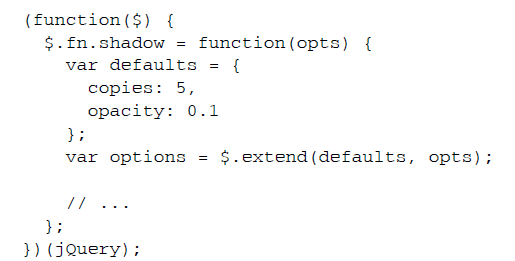 (function($) {
  $.fn.shadow = function(opts) {
    var defaults = {
      copies: 5,
      opacity: 0.1
    };
    var options = $.extend(defaults, opts);

    // ...
  };
})(jQuery);